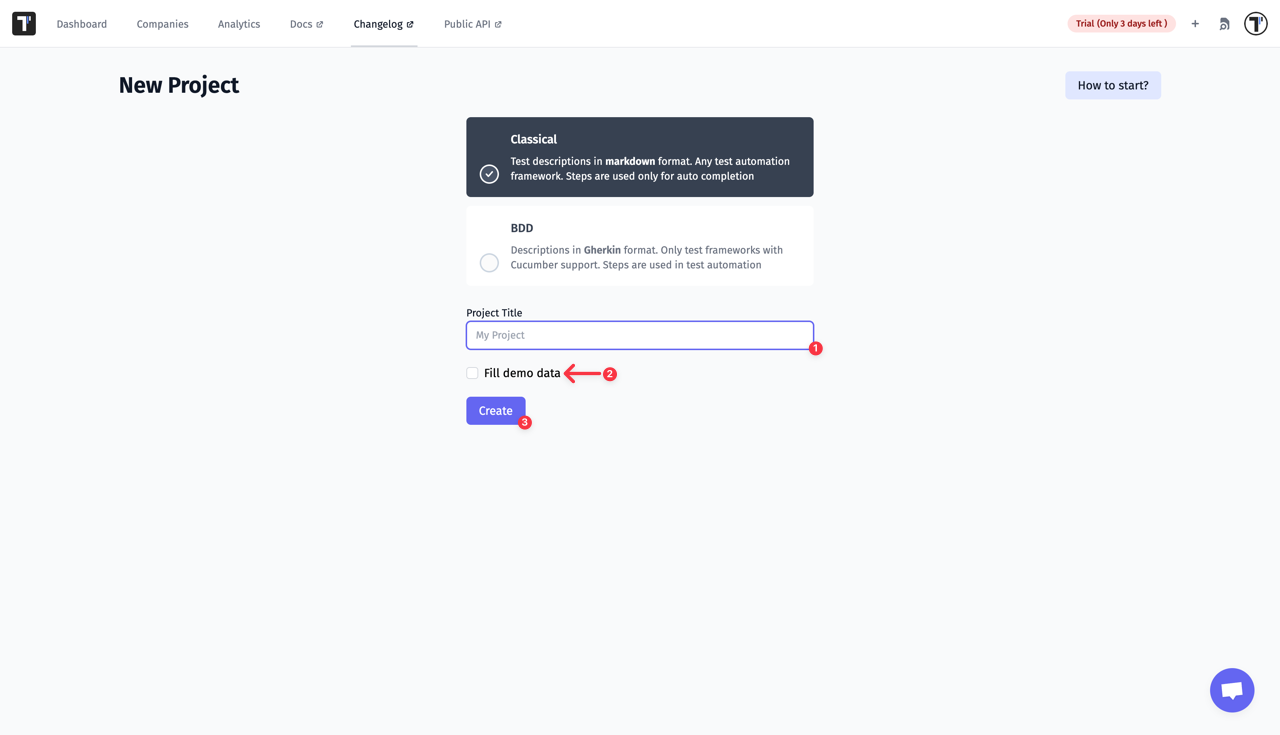 T
Dashboard
Companies
Analytics
Docs
Changelog
Public API
Trial (Only 3 days left )
T
New Project
How to start?
Classical
Test descriptions in markdown format. Any test automation
framework. Steps are used only for auto completion
BDD
Descriptions in Gherkin format. Only test frameworks with
Cucumber support. Steps are used in test automation
Project Title
My Project
1
Fill demo data
2
Create
3